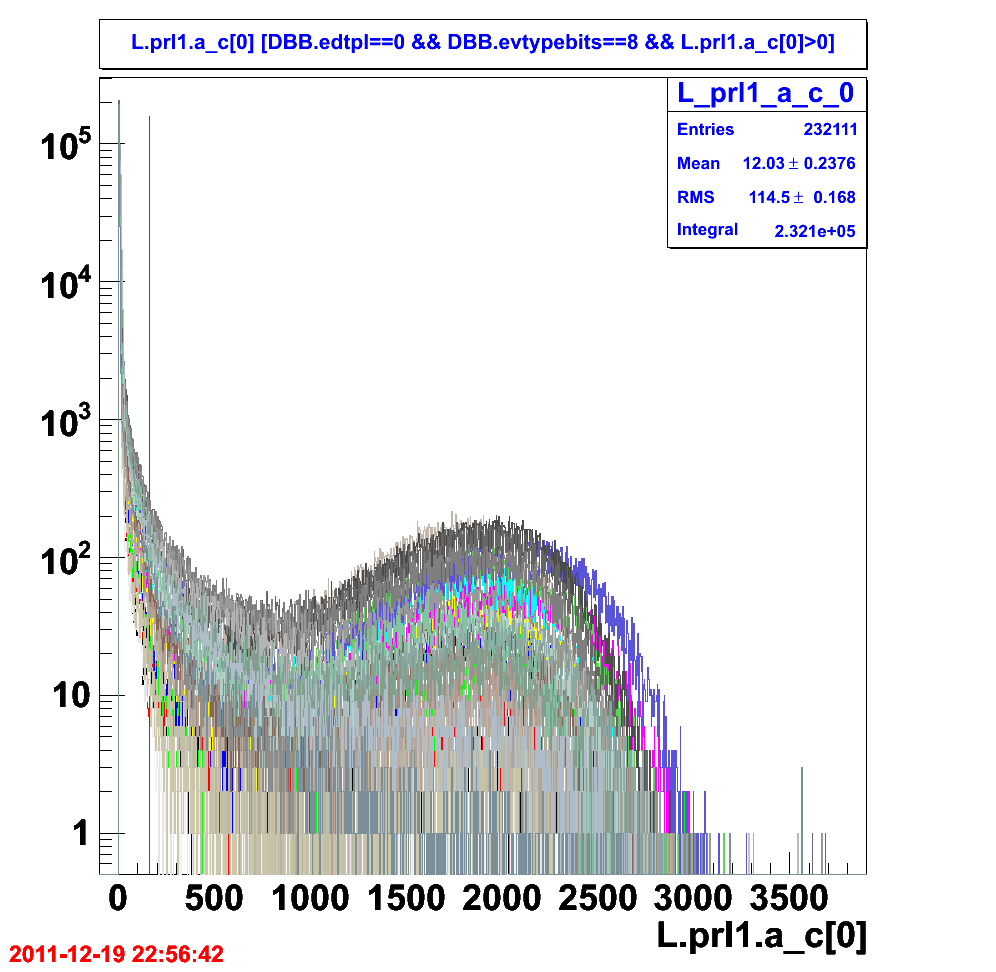 L.prl1.a_c[0] [DBB.edtpl==0 && DBB.evtypebits==8 && L.prl1.a_c[0]>0]
L_prl1_a_c_0
Entries 232111
Mean 12.03 ± 0.2376
RMS 114.5 ± 0.168
Integral 2.321e+05
10^5
10^4
10^3
10^2
10
1
0 500 1000 1500 2000 2500 3000 3500
L.prl1.a_c[0]
2011-12-19 22:56:42